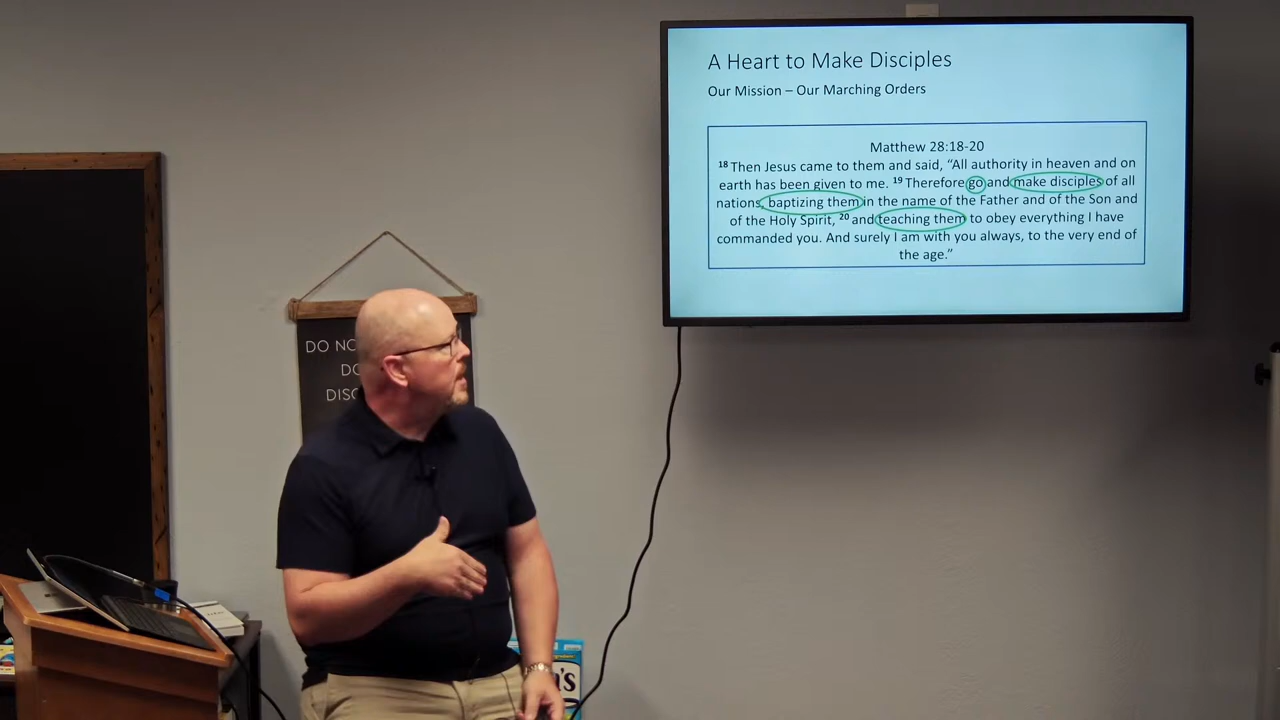 A Heart to Make Disciples
Our Mission – Our Marching Orders
Matthew 28:18-20
18 Then Jesus came to them and said, “All authority in heaven and on
earth has been given to me. 19 Therefore go and make disciples of all
nations, baptizing them in the name of the Father and of the Son and
of the Holy Spirit, 20 and teaching them to obey everything I have
commanded you. And surely I am with you always, to the very end of
the age.”
DO
DISC
's